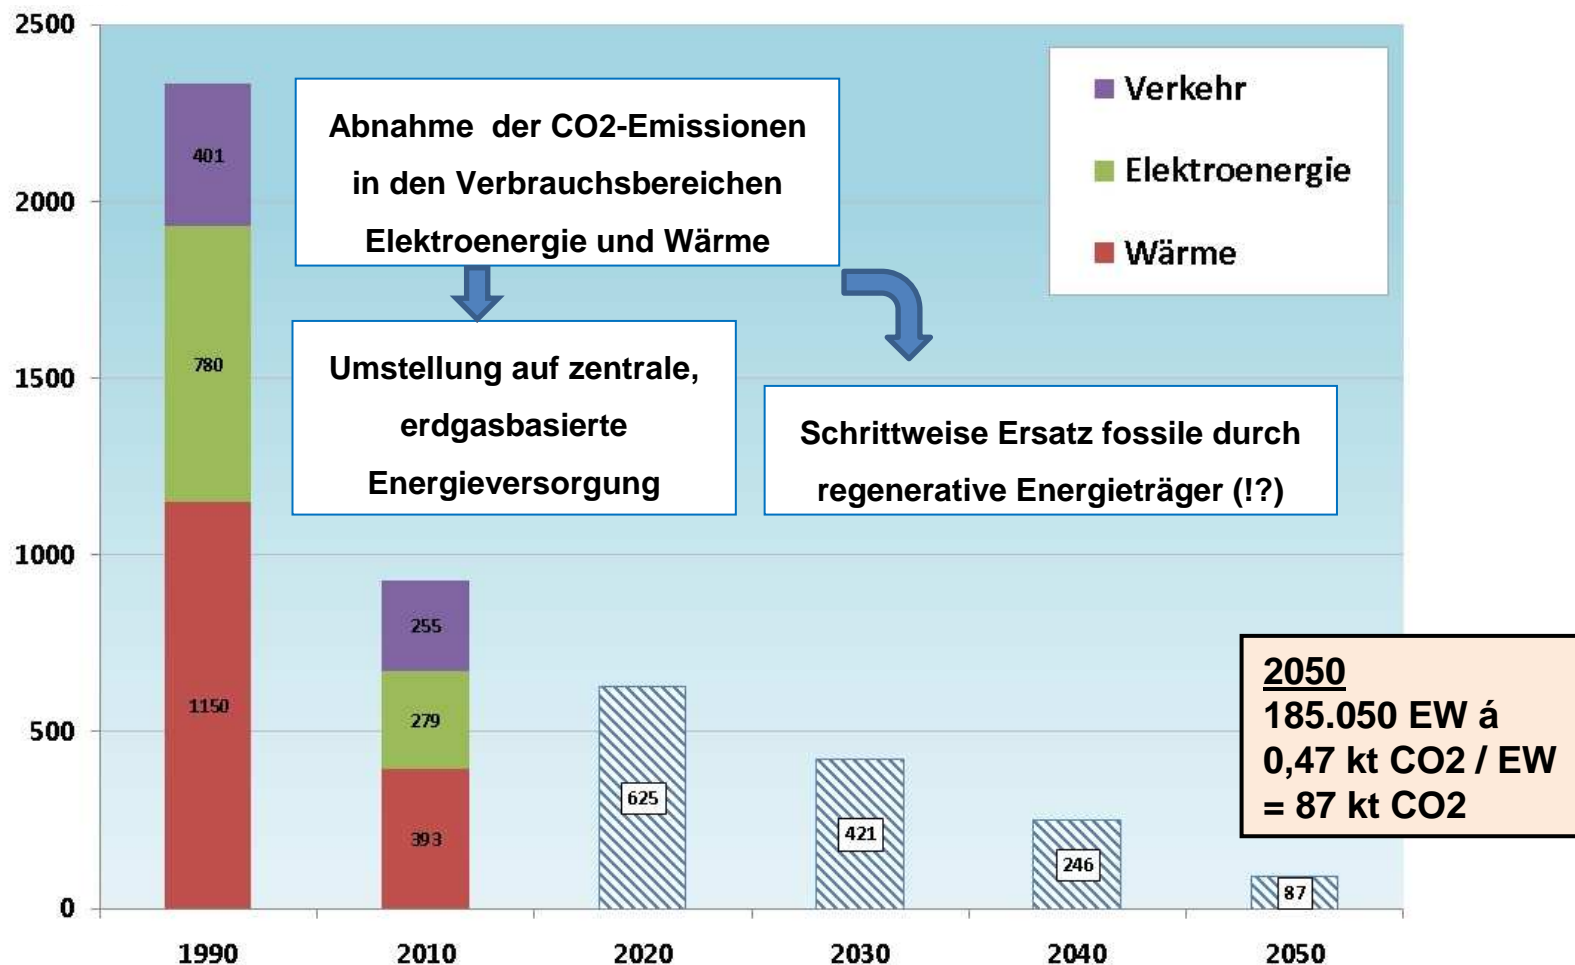 2500
2000
1500
1000
500
0
Verkehr
Elektroenergie
Wärme
Abnahme der CO2-Emissionen
in den Verbrauchsbereichen
Elektroenergie und Wärme
Umstellung auf zentrale,
erdgasbasierte
Energieversorgung
Schrittweise Ersatz fossile durch
regenerative Energieträger (!?)
401
780
1150
255
279
393
625
421
246
87
2050
185.050 EW á
0,47 kt CO2 / EW
= 87 kt CO2
1990 2010 2020 2030 2040 2050